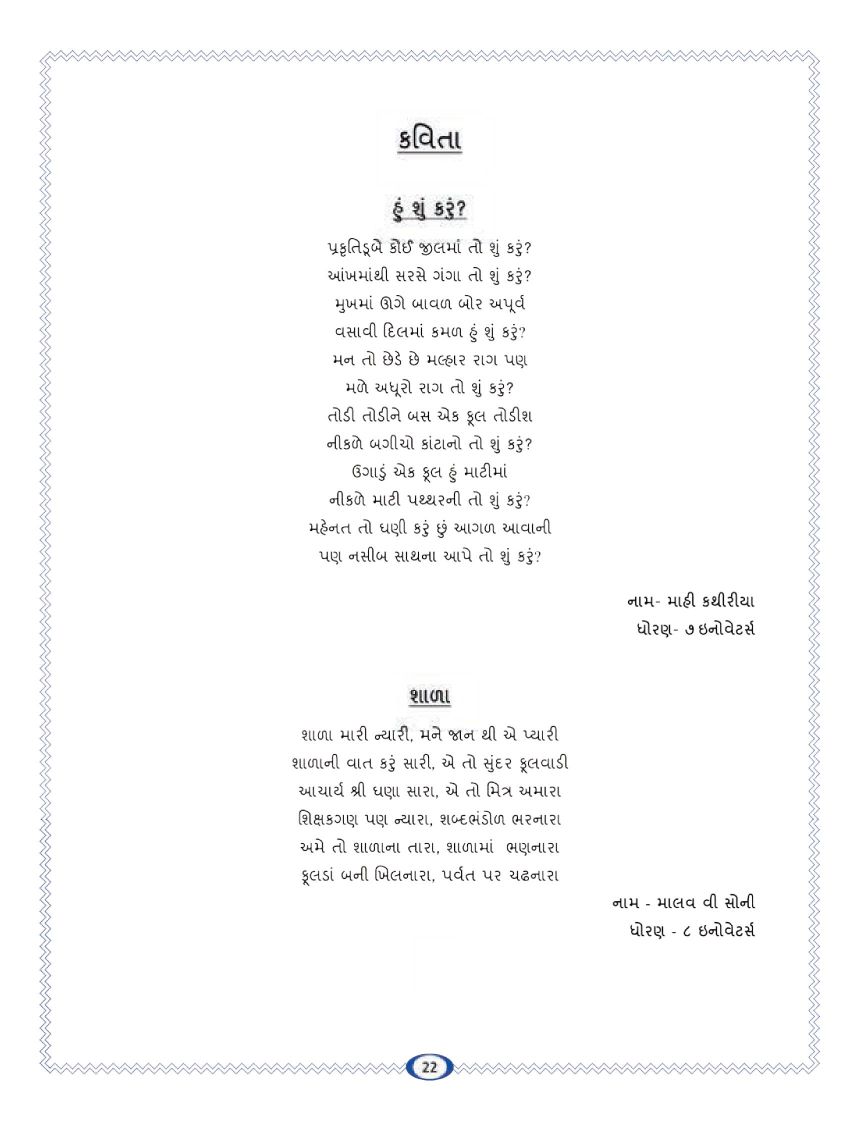 કવિતા
હું શું કરું?
પ્રકૃતિડૂબે કોઈ જીલમાં તો શું કરું?
આંખમાંથી સરસે ગંગા તો શું કરું?
મુખમાં ઊગે બાવળ બોર અપૂર્વ
વસાવી દિલમાં કમળ હું શું કરું?
મન તો છેડે છે મલ્હાર રાગ પણ
મળે અધૂરો રાગ તો શું કરું?
તોડી તોડીને બસ એક ફૂલ તોડીશ
નીકળે બગીચો કાંટાનો તો શું કરું?
ઉગાડું એક ફૂલ હું માટીમાં
નીકળે માટી પથ્થરની તો શું કરું?
મહેનત તો ઘણી કરું છું આગળ આવાની
પણ નસીબ સાથના આપે તો શું કરું?
નામ- માહી કથીરીયા
ધોરણ- ૭ ઇનોવેટર્સ
શાળા
શાળા મારી ન્યારી, મને જાન થી એ પ્યારી
શાળાની વાત કરું સારી, એ તો સુંદર ફૂલવાડી
આચાર્ય શ્રી ઘણા સારા, એ તો મિત્ર અમારા
શિક્ષકગણ પણ ન્યારા, શબ્દભંડોળ ભરનારા
અમે તો શાળાના તારા, શાળામાં ભણનારા
ફૂલડાં બની ખિલનારા, પર્વત પર ચઢનારા
નામ - માલવ વી સોની
ધોરણ - ૮ ઇનોવેટર્સ
22